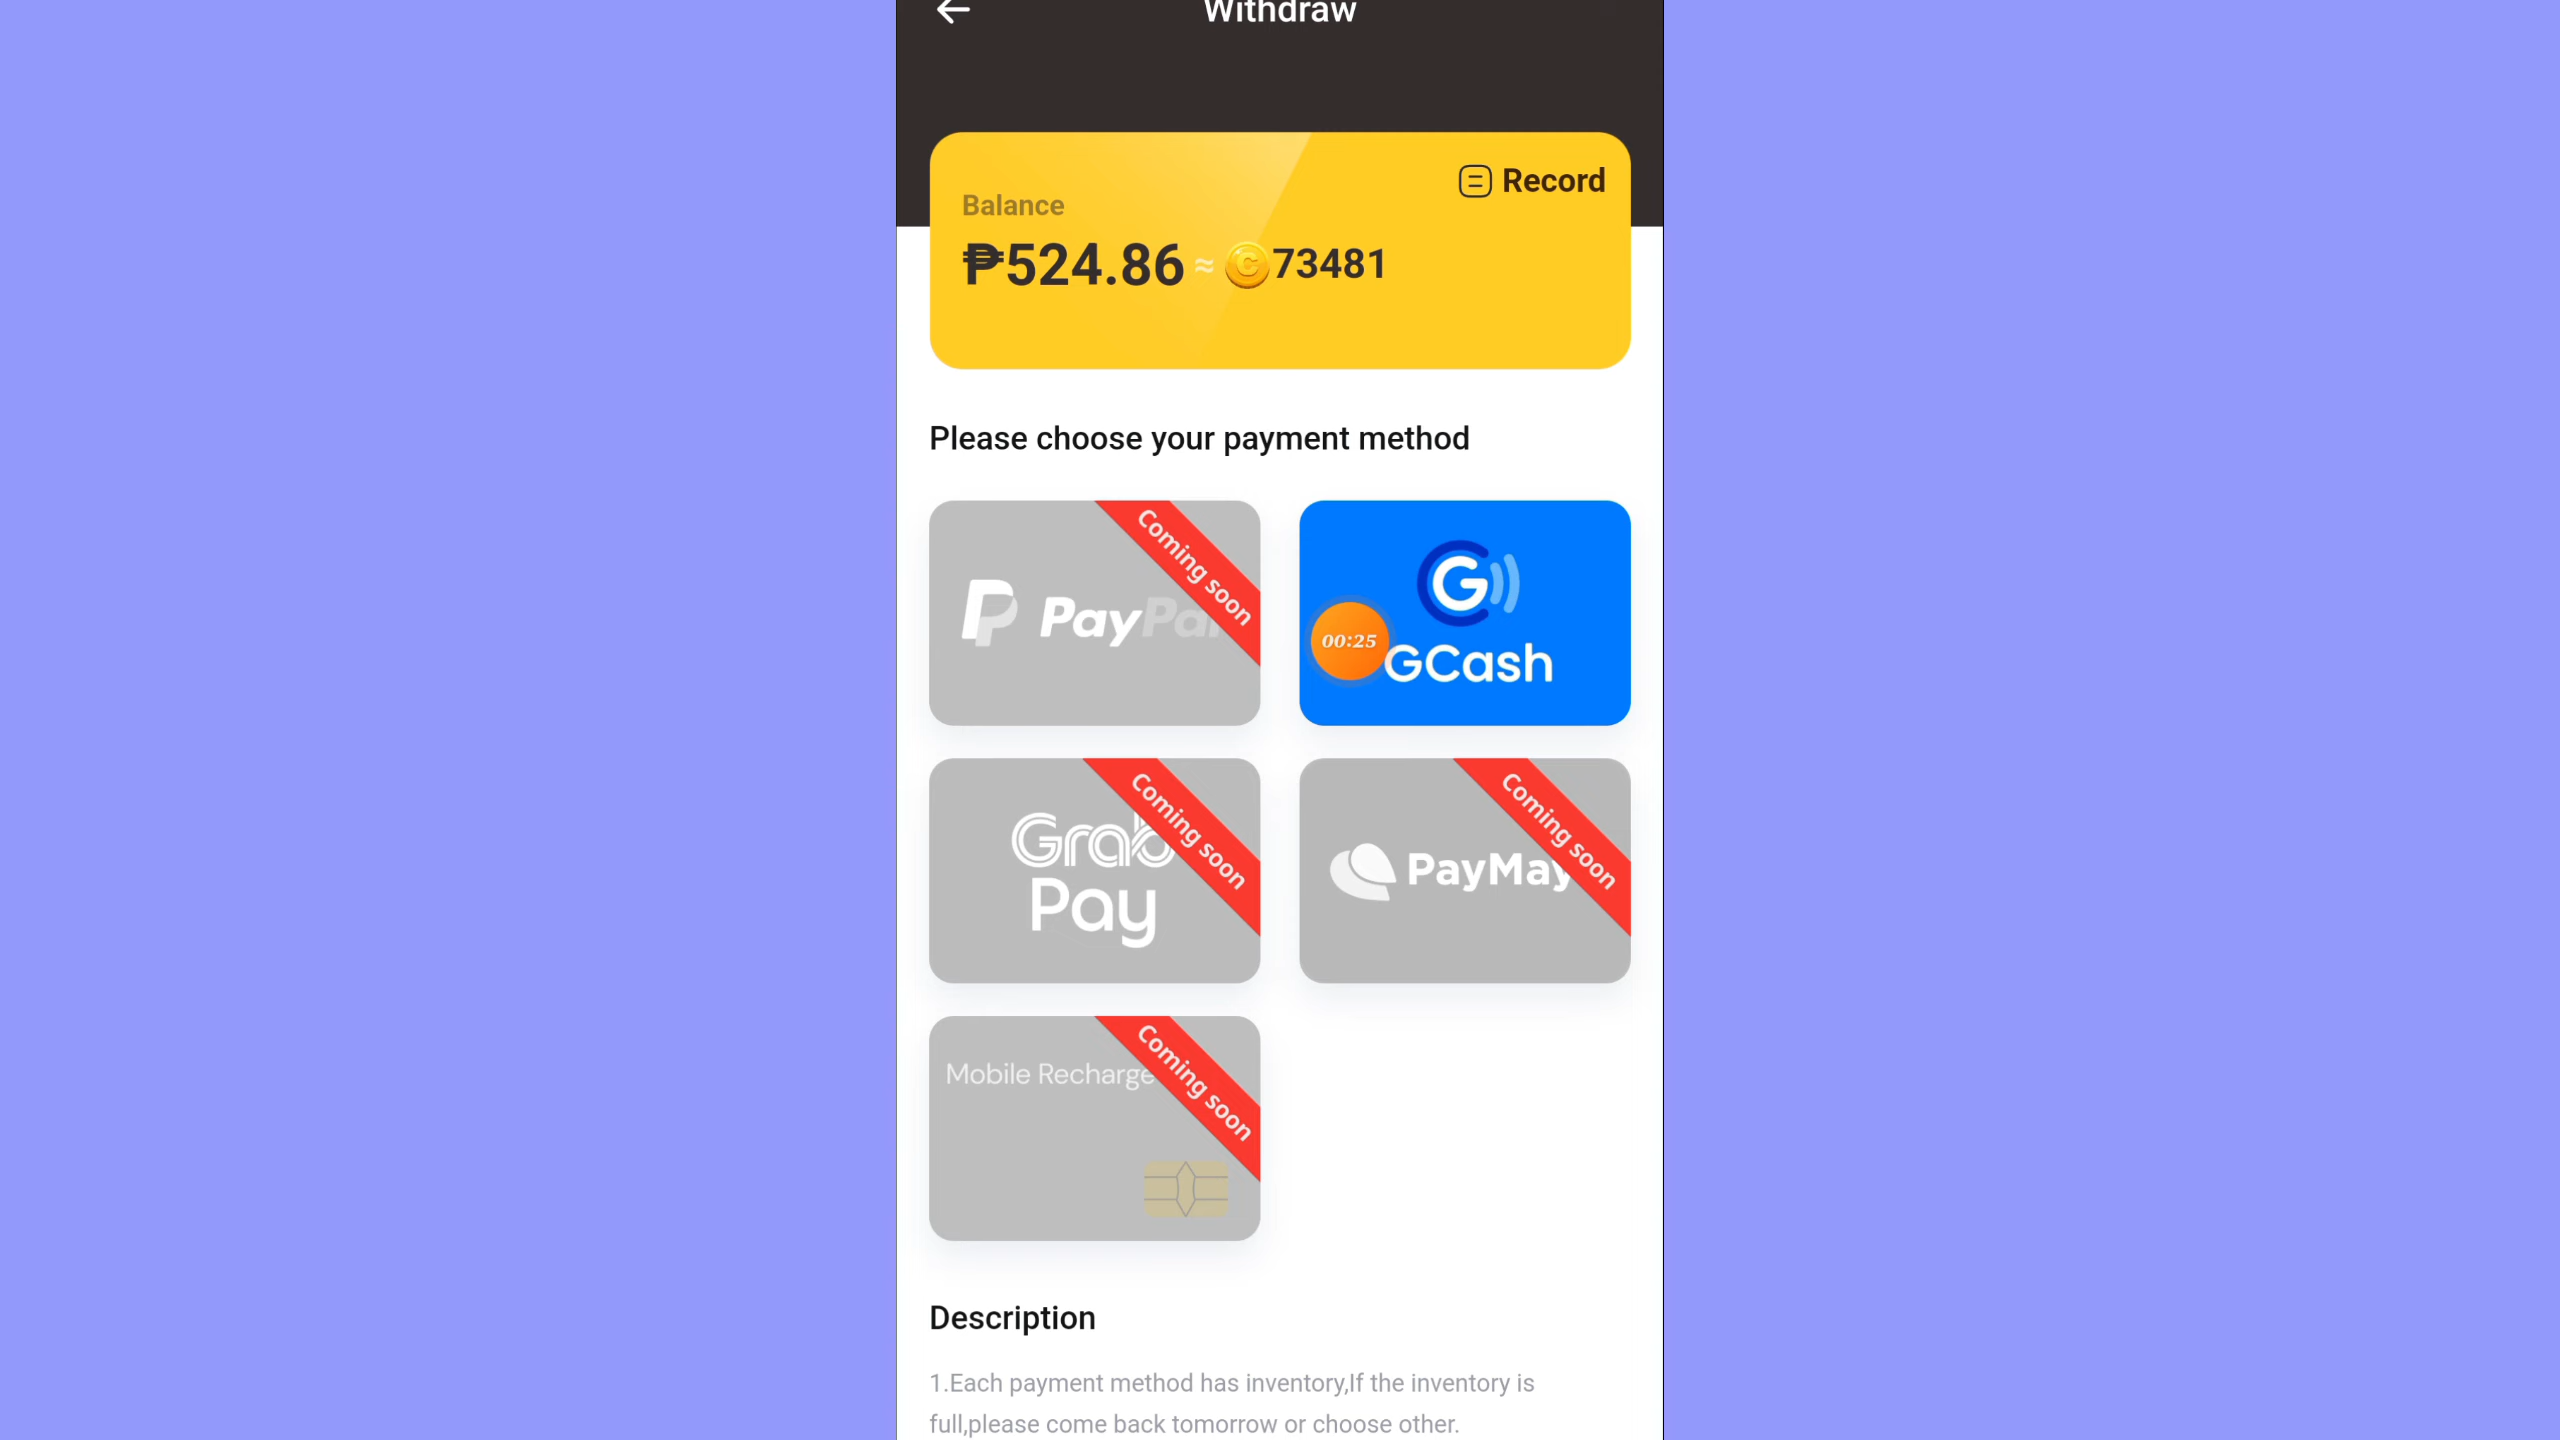 Withdraw
Record
Balance
₱524.86 ≈ 73481
Please choose your payment method
Coming soon
PayPal
GCash
00:25
Coming soon
Grab
Pay
Coming soon
PayMay
Coming soon
Mobile Recharge
Description
1.Each payment method has inventory,If the inventory is
full,please come back tomorrow or choose other.